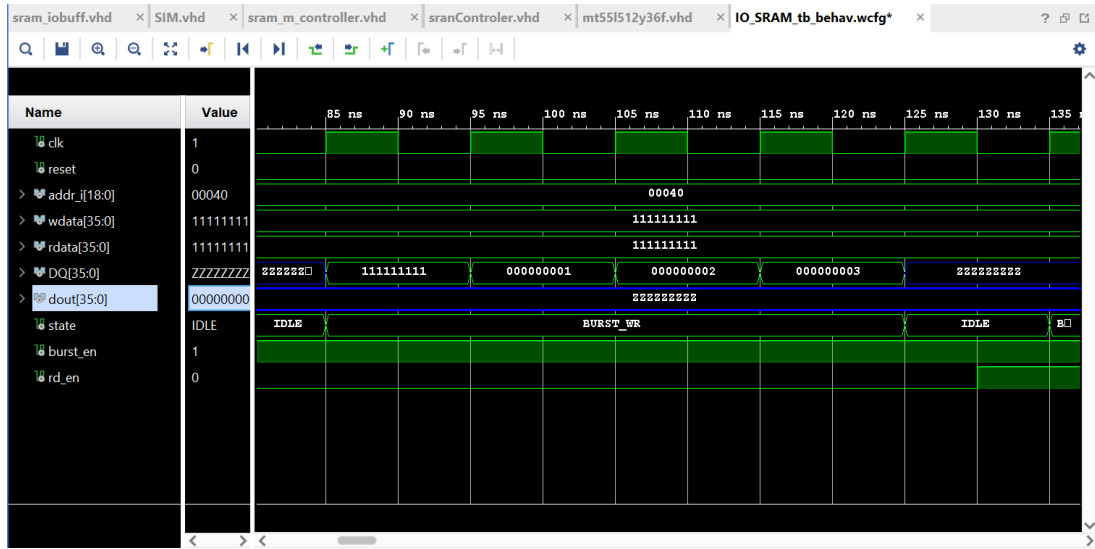 sram_iobuff.vhd × SIM.vhd × sram_m_controller.vhd × sranControler.vhd × mt55l512y36f.vhd × IO_SRAM_tb_behav.wcfg* × ?
Name Value 85 ns 90 ns 95 ns 100 ns 105 ns 110 ns 115 ns 120 ns 125 ns 130 ns 135
clk 1
reset 0
addr_i[18:0] 00040 00040
wdata[35:0] 11111111 111111111
rdata[35:0] 11111111 111111111
DQ[35:0] ZZZZZZZZ ZZZZZZ 111111111 000000001 000000002 000000003 ZZZZZZZZZ
dout[35:0] 00000000 ZZZZZZZZZ
state IDLE IDLE BURST_WR IDLE B
burst_en 1
rd_en 0